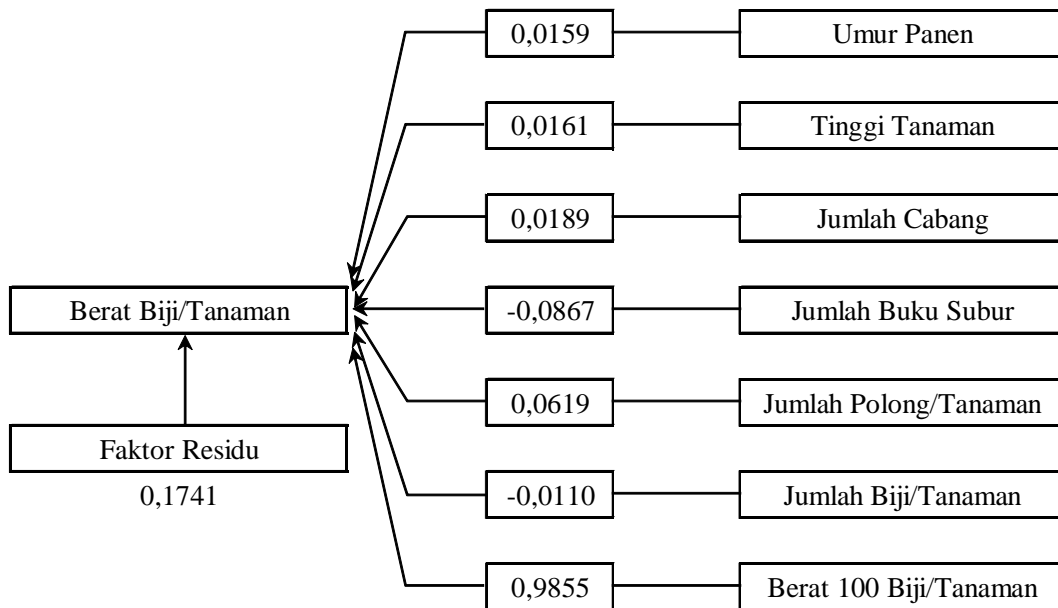 0,0159 Umur Panen
0,0161 Tinggi Tanaman
0,0189 Jumlah Cabang
Berat Biji/Tanaman -0,0867 Jumlah Buku Subur
0,0619 Jumlah Polong/Tanaman
Faktor Residu
0,1741
-0,0110 Jumlah Biji/Tanaman
0,9855 Berat 100 Biji/Tanaman